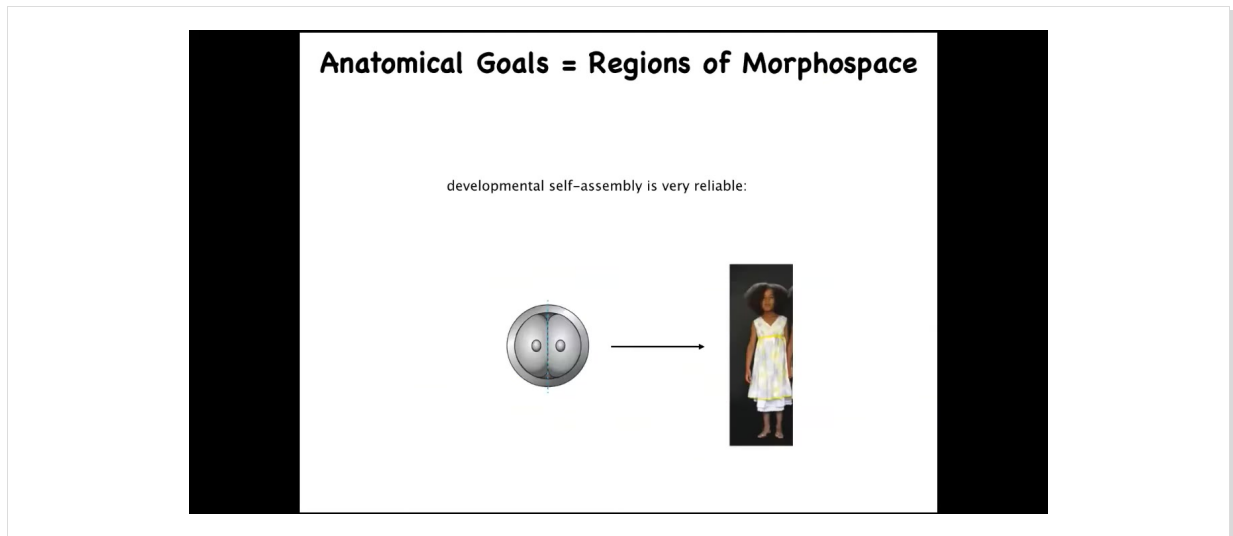 Anatomical Goals = Regions of Morphospace
developmental self-assembly is very reliable: